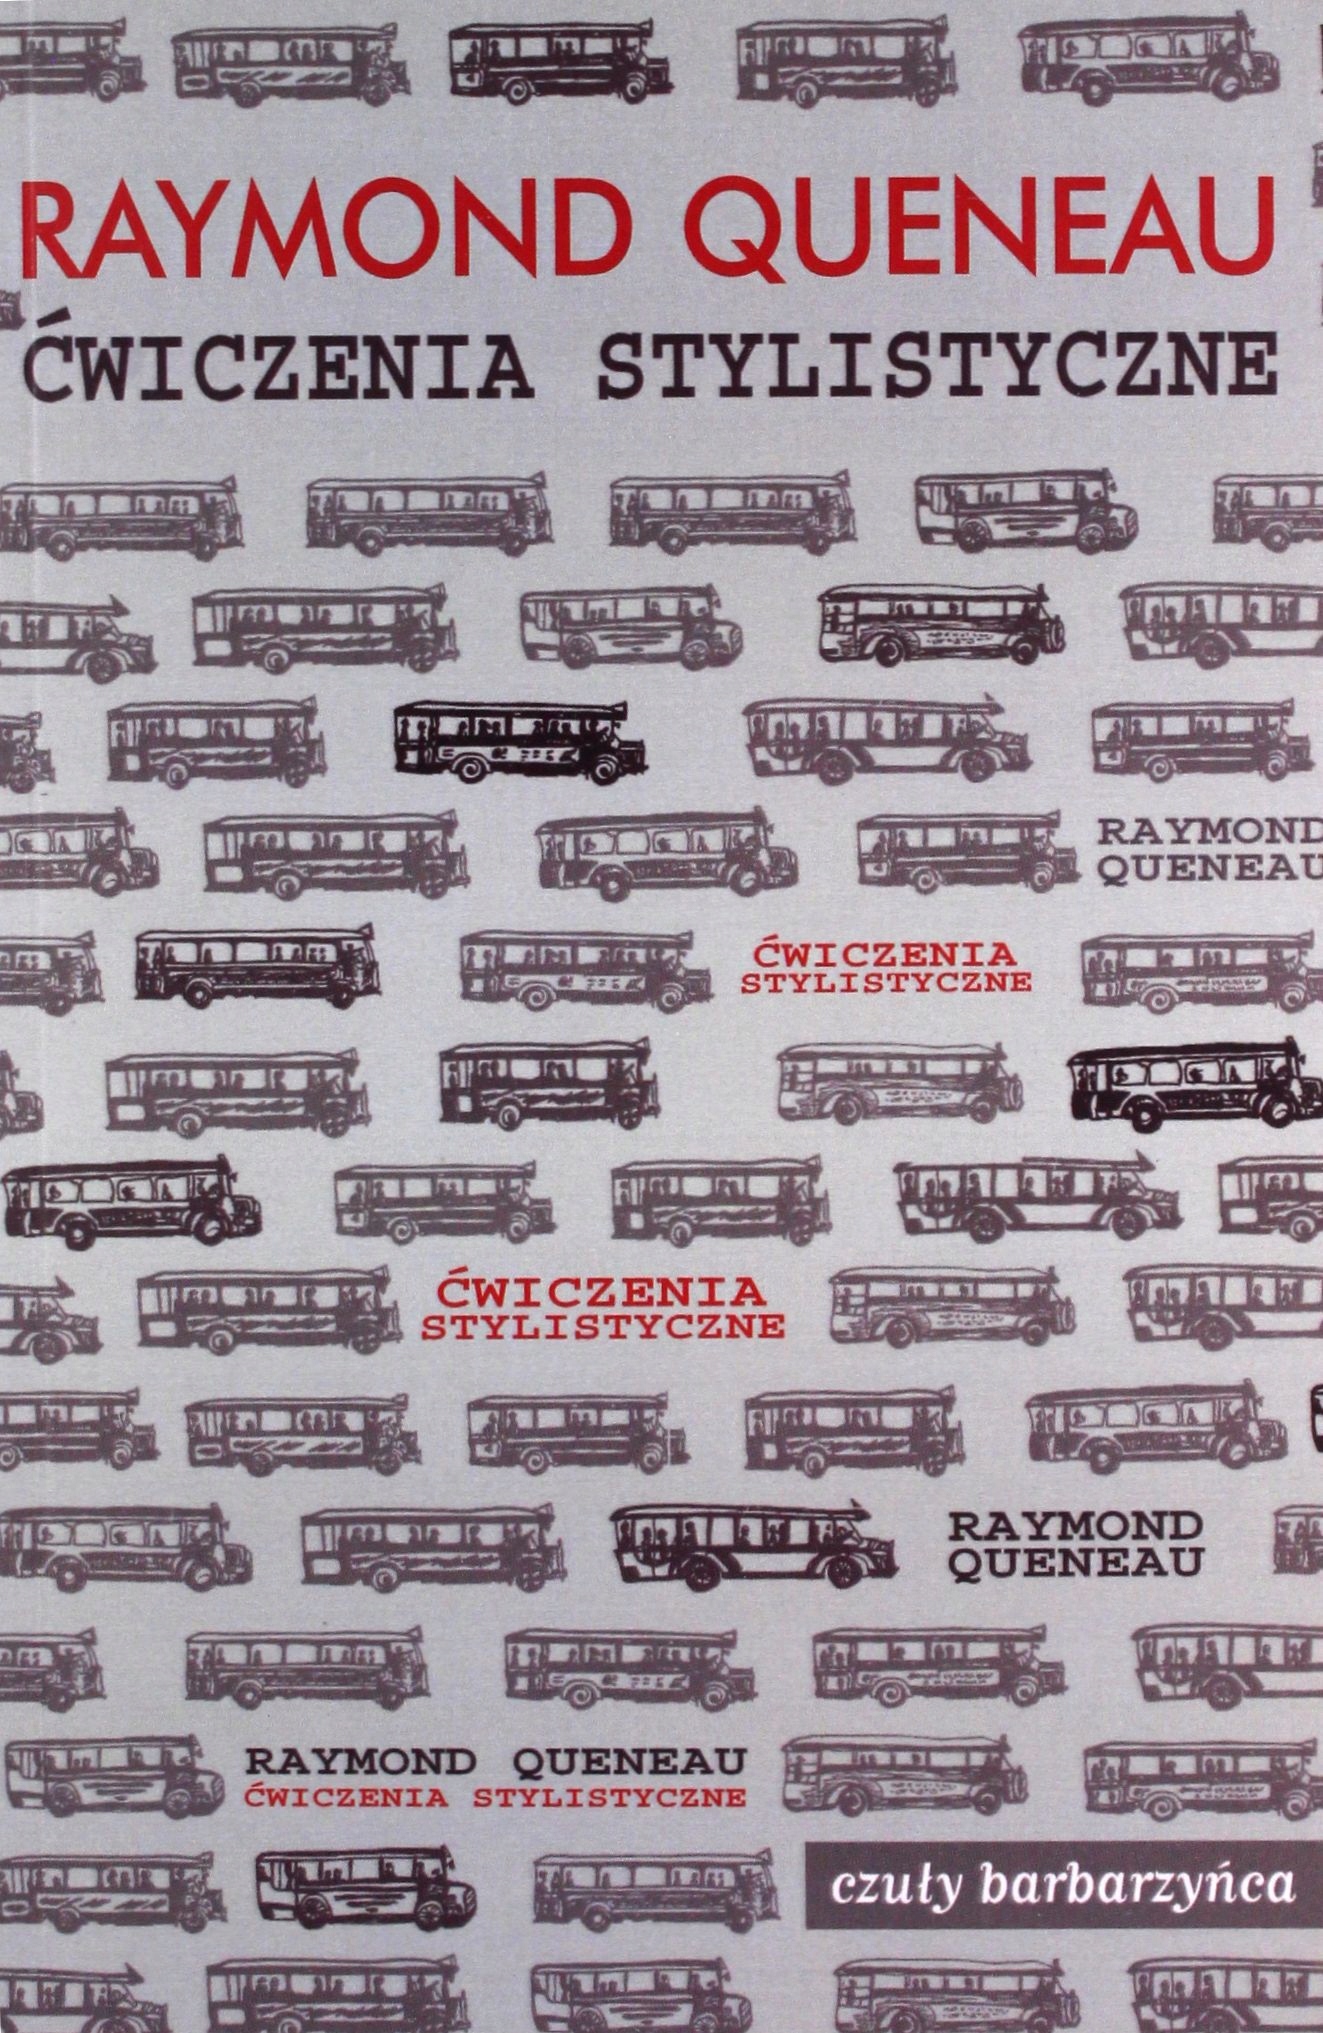 RAYMOND QUENEAU
ĆWICZENIA STYLISTYCZNE
RAYMOND
QUENEAU
ĆWICZENIA
STYLISTYCZNE
ĆWICZENIA
STYLISTYCZNE
RAYMOND
QUENEAU
RAYMOND QUENEAU
ĆWICZENIA STYLISTYCZNE
czuły barbarzyńca